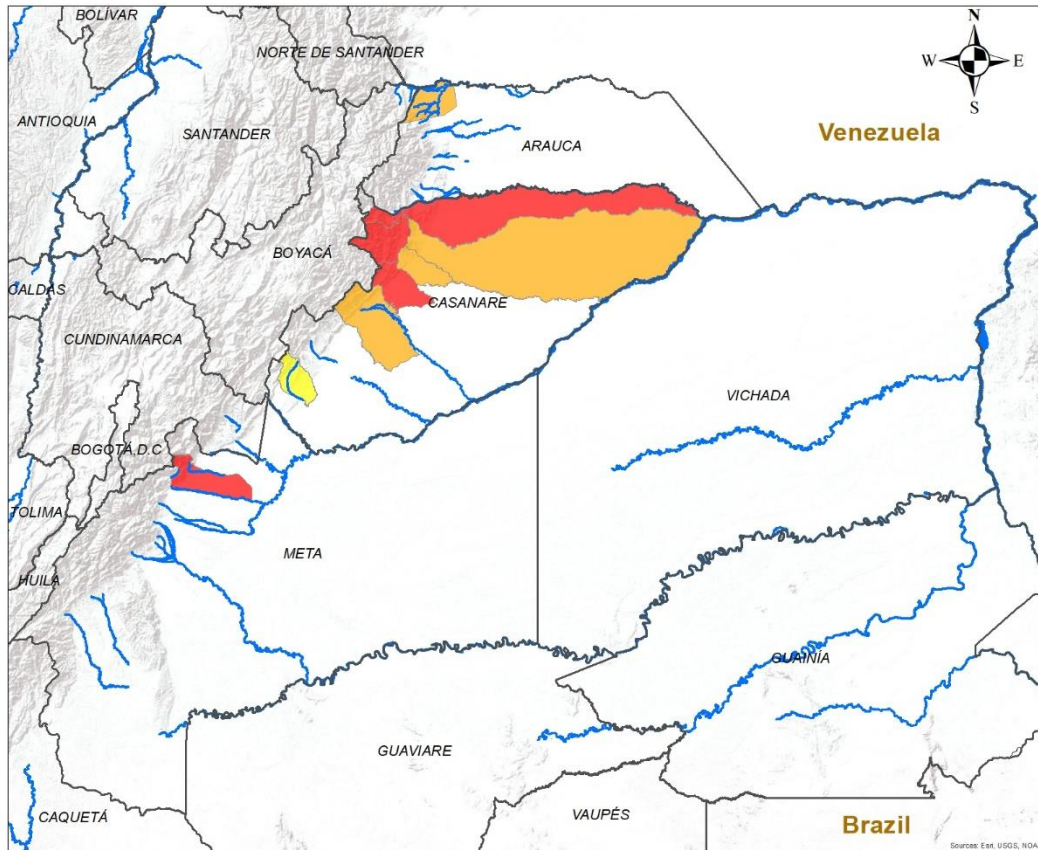 BOLÍVAR
NORTE DE SANTANDER
N
W E
S
ANTIOQUIA
SANTANDER
ARAUCA
Venezuela
BOYACÁ
CALDAS
CASANARE
CUNDINAMARCA
VICHADA
BOGOTÁ D.C
TOLIMA
META
HUILA
GUAINÍA
GUAVIARE
CAQUETÁ
VAUPÉS
Brazil
Sources: Esri, USGS, NOA